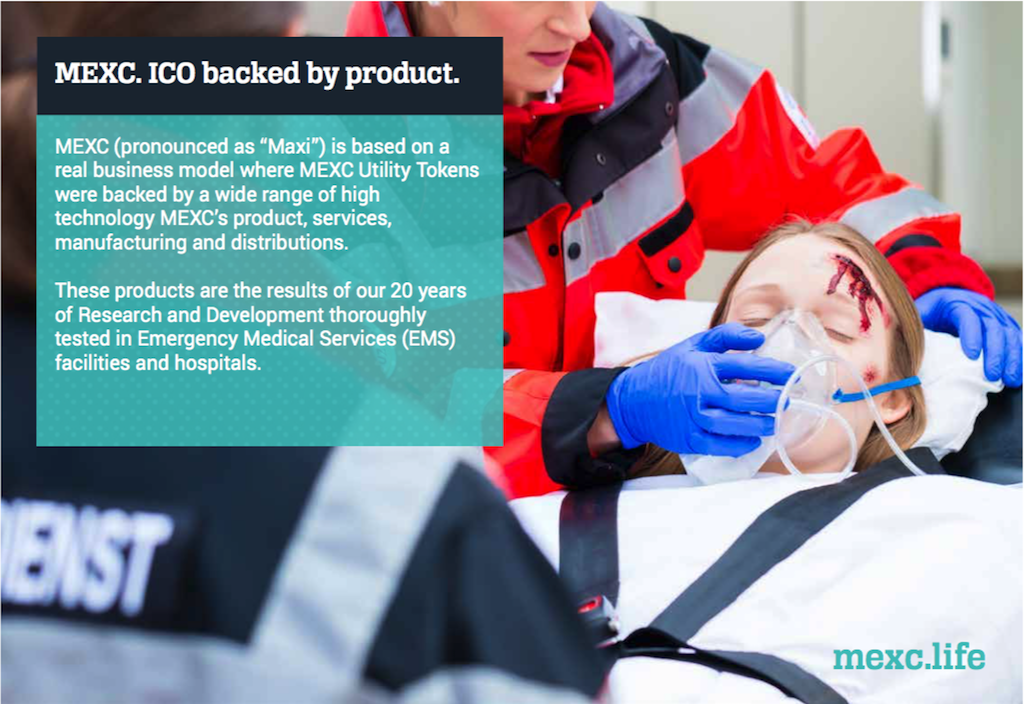 MEXC. ICO backed by product.
MEXC (pronounced as “Maxi”) is based on a
real business model where MEXC Utility Tokens
were backed by a wide range of high
technology MEXC’s product, services,
manufacturing and distributions.
These products are the results of our 20 years
of Research and Development thoroughly
tested in Emergency Medical Services (EMS)
facilities and hospitals.
DIENST
mexc.life